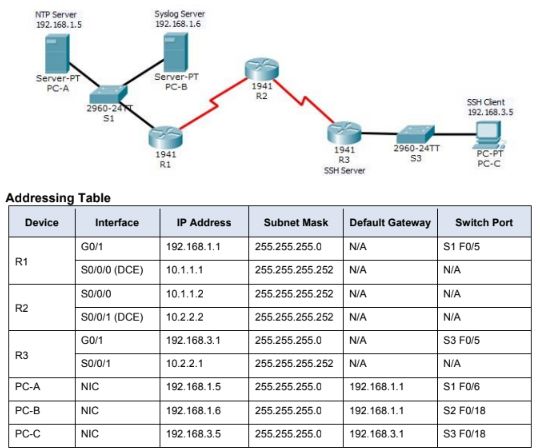 NTP Server
192.168.1.5
Syslog Server
192.168.1.6
Server-PT
PC-A
Server-PT
PC-B
2960-24TT
S1
1941
R1
1941
R2
1941
R3
SSH Server
2960-24TT
S3
SSH Client
192.168.3.5
PC-PT
PC-C
Addressing Table
Device Interface IP Address Subnet Mask Default Gateway Switch Port
R1 G0/1 192.168.1.1 255.255.255.0 N/A S1 F0/5
S0/0/0 (DCE) 10.1.1.1 255.255.255.252 N/A N/A
R2 S0/0/0 10.1.1.2 255.255.255.252 N/A N/A
S0/0/1 (DCE) 10.2.2.2 255.255.255.252 N/A N/A
R3 G0/1 192.168.3.1 255.255.255.0 N/A S3 F0/5
S0/0/1 10.2.2.1 255.255.255.252 N/A N/A
PC-A NIC 192.168.1.5 255.255.255.0 192.168.1.1 S1 F0/6
PC-B NIC 192.168.1.6 255.255.255.0 192.168.1.1 S2 F0/18
PC-C NIC 192.168.3.5 255.255.255.0 192.168.3.1 S3 F0/18